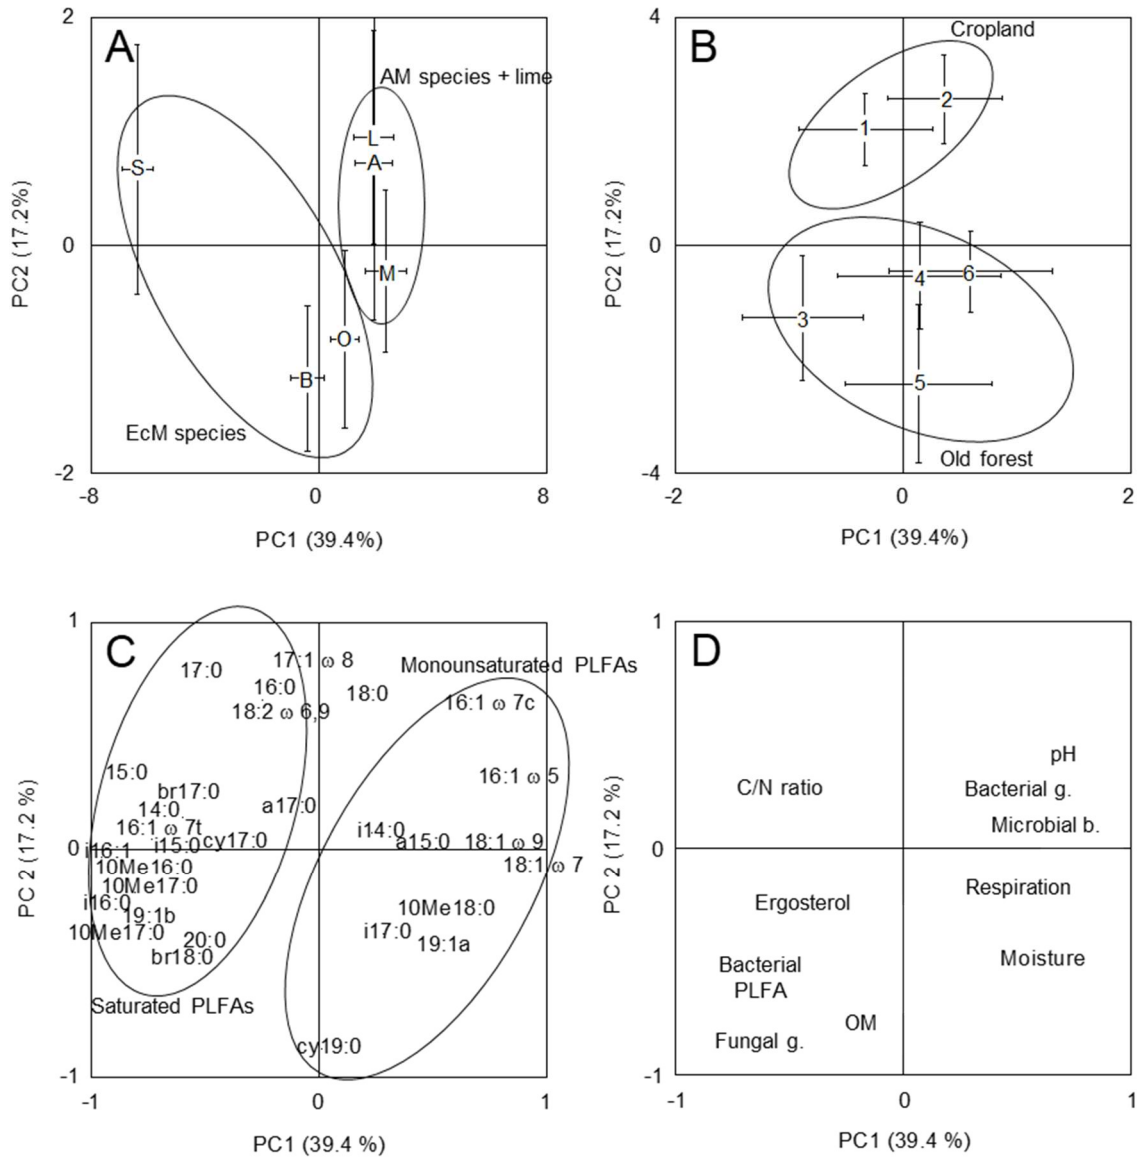 2
A
AM species + lime
L
A
S
PC2 (17.2%)
0
M
O
B
EcM species
-2
-8
0
8
PC1 (39.4%)
4
B
Cropland
2
1
PC2 (17.2%)
0
4
6
3
5
Old forest
-4
-2
0
2
PC1 (39.4%)
1
C
17:0
17:1 ω 8
Monounsaturated PLFAs
16:0
18:0
18:2 ω 6,9
16:1 ω 7c
15:0
16:1 ω 5
br17:0
14:0
a17:0
16:1 ω 7t
i14:0
PC 2 (17.2 %)
0
i16:1
i15:0
cy17:0
a15:0
18:1 ω 9
10Me16:0
18:1 ω 7
10Me17:0
i16:0
10Me18:0
19:1b
10Me17:0
i17:0
20:0
19:1a
br18:0
Saturated PLFAs
cy19:0
-1
-1
0
1
PC1 (39.4 %)
1
D
pH
C/N ratio
Bacterial g.
Microbial b.
PC 2 (17.2 %)
0
Respiration
Ergosterol
Moisture
Bacterial
PLFA
OM
Fungal g.
-1
-1
0
1
PC1 (39.4 %)